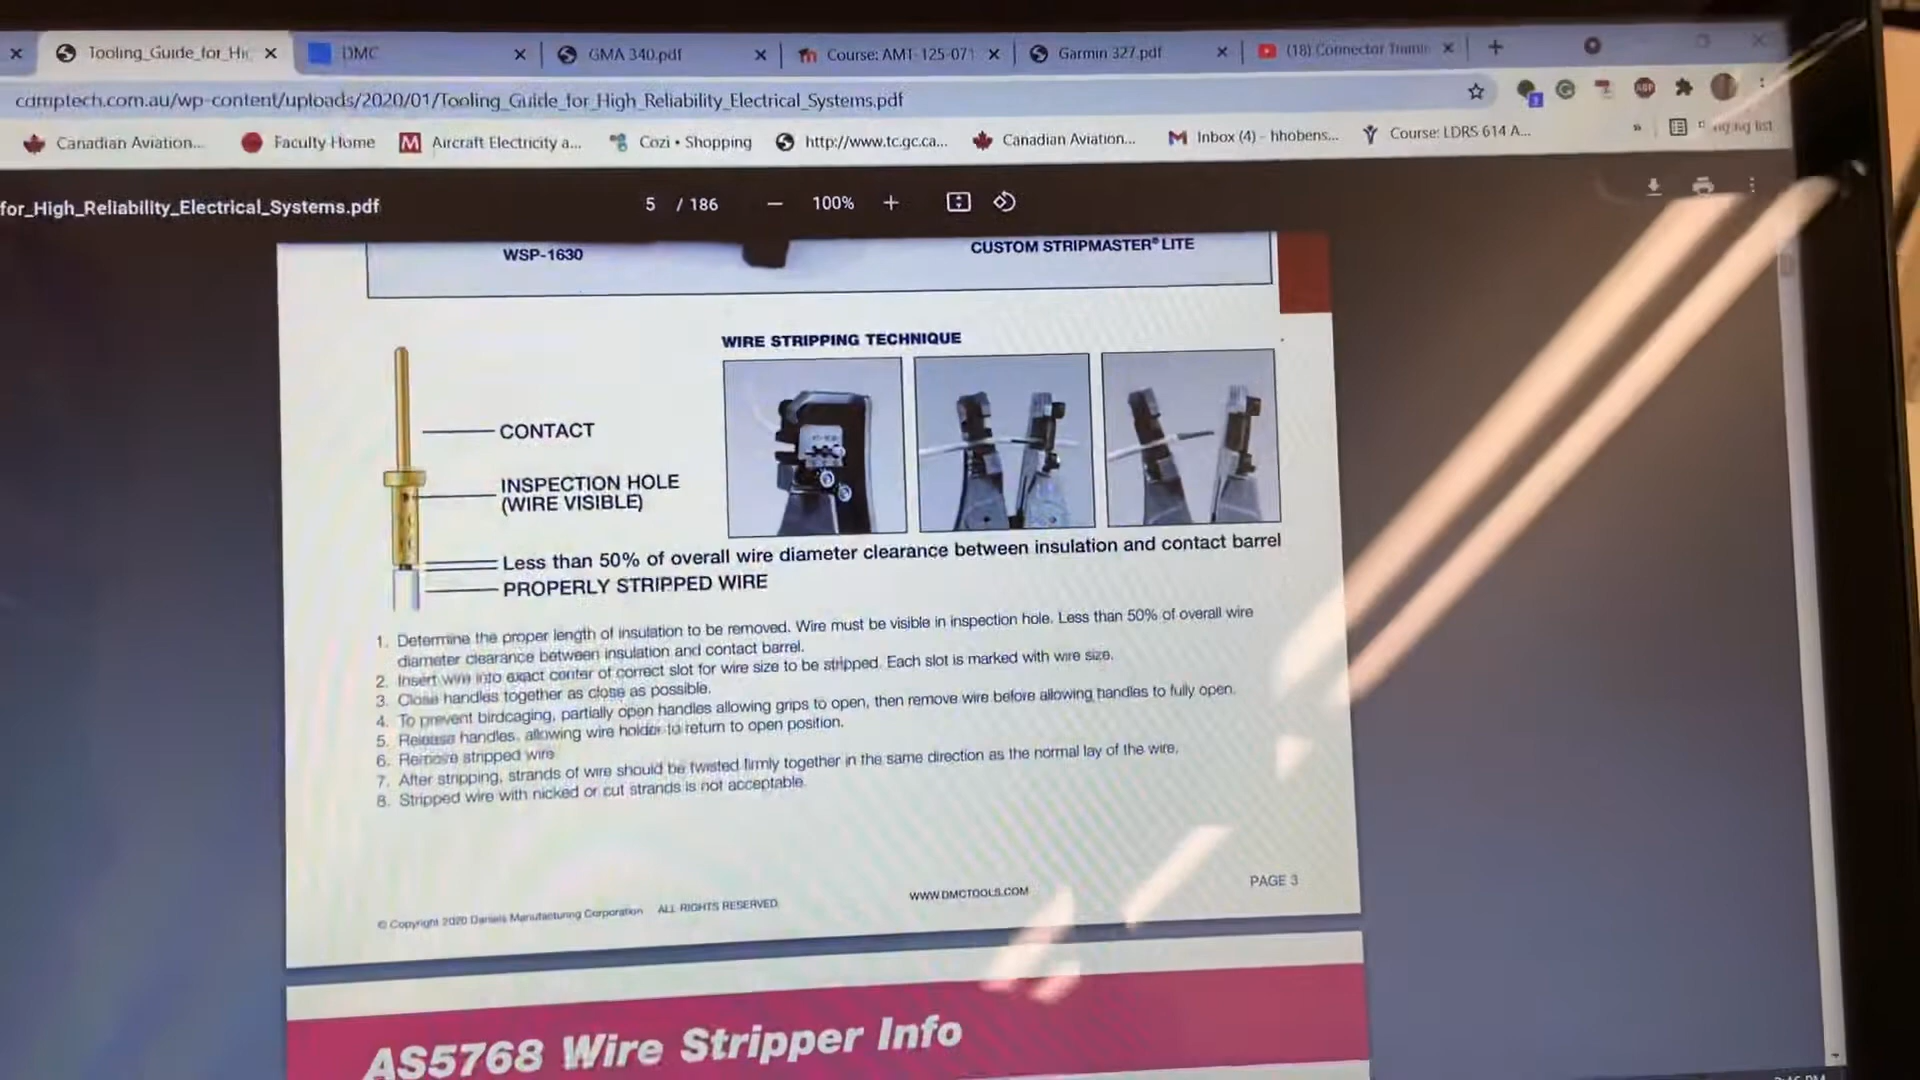 Tooling_Guide_for_Hi
DMC
GMA 340.pdf
Course: AMT-125-071
Garmin 327.pdf
(18) Connector
cdmptech.com.au/wp-content/uploads/2020/01/Tooling_Guide_for_High_Reliability_Electrical_Systems.pdf
ABP
Canadian Aviation...
Faculty Home
M Aircraft Electricity a...
Cozi • Shopping
http://www.tc.gc.ca...
Canadian Aviation...
Inbox (4) - hhobens...
Course: LDRS 614 A...
»
list
for_High_Reliability_Electrical_Systems.pdf
5 / 186
100%
WSP-1630
CUSTOM STRIPMASTER® LITE
WIRE STRIPPING TECHNIQUE
CONTACT
INSPECTION HOLE
(WIRE VISIBLE)
Less than 50% of overall wire diameter clearance between insulation and contact barrel
PROPERLY STRIPPED WIRE
1. Determine the proper length of insulation to be removed. Wire must be visible in inspection hole. Less than 50% of overall wire
diameter clearance between insulation and contact barrel.
2. Insert wire into exact center of correct slot for wire size to be stripped. Each slot is marked with wire size.
3. Close handles together as close as possible.
4. To prevent birdcaging, partially open handles allowing grips to open, then remove wire before allowing handles to fully open.
5. Release handles, allowing wire holder to return to open position.
6. Remove stripped wire
7. After stripping, strands of wire should be twisted firmly together in the same direction as the normal lay of the wire.
8. Stripped wire with nicked or cut strands is not acceptable.
© Copyright 2020 Daniels Manufacturing Corporation ALL RIGHTS RESERVED
WWW.DMCTOOLS.COM
PAGE 3
AS5768 Wire Stripper Info